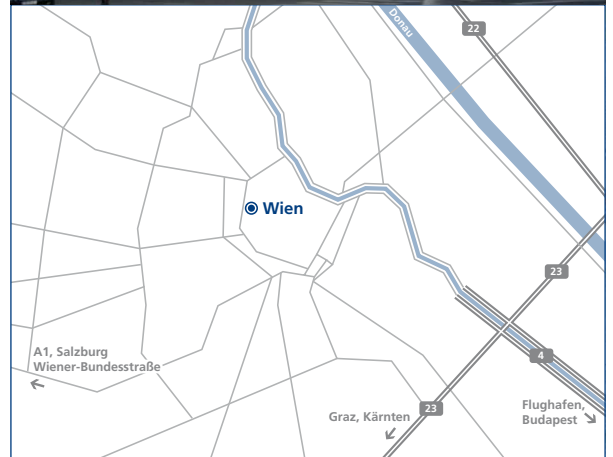 Donau
22
Wien
23
A1, Salzburg
Wiener-Bundesstraße
4
Graz, Kärnten
23
Flughafen,
Budapest